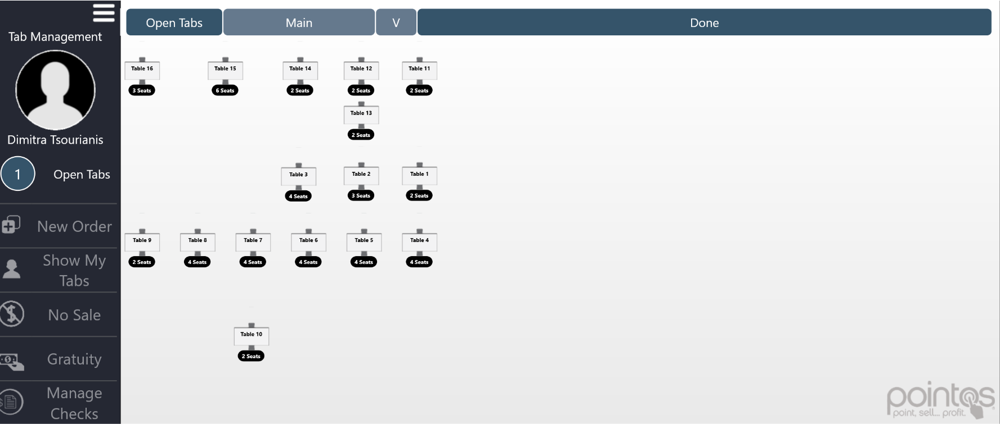 Tab Management
Dimitra Tsourianis
1 Open Tabs
New Order
Show My
Tabs
No Sale
Gratuity
Manage
Checks
Open Tabs Main V Done
Table 16 Table 15 Table 14 Table 12 Table 11
3 Seats 6 Seats 2 Seats 2 Seats 2 Seats
Table 13
2 Seats
Table 3 Table 2 Table 1
4 Seats 3 Seats 2 Seats
Table 9 Table 8 Table 7 Table 6 Table 5 Table 4
2 Seats 4 Seats 4 Seats 4 Seats 4 Seats 4 Seats
Table 10
2 Seats
pointos
point, sell... profit.